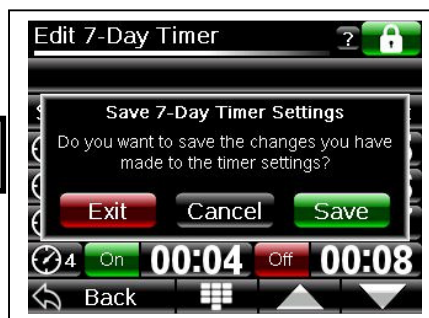 Edit 7-Day Timer ?
Save 7-Day Timer Settings
Do you want to save the changes you have
made to the timer settings?
Exit Cancel Save
4 On 00:04 Off 00:08
Back